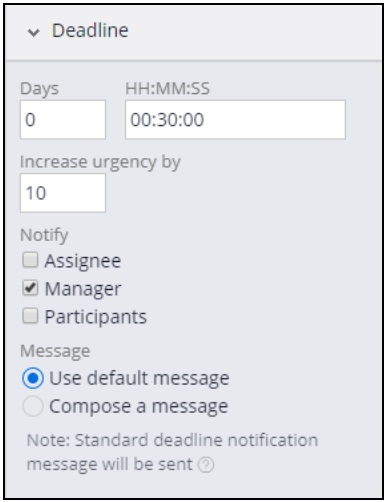 Deadline
Days HH:MM:SS
0 00:30:00
Increase urgency by
10
Notify
Assignee
Manager
Participants
Message
Use default message
Compose a message
Note: Standard deadline notification
message will be sent ?